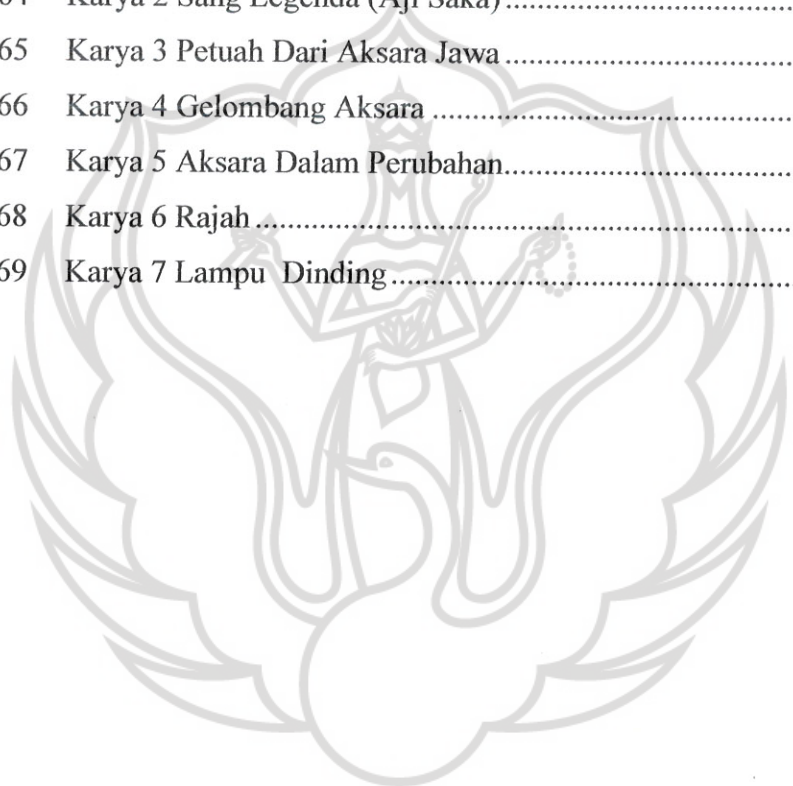 64 Karya 2 Sang Legenda (Aji Saka)........................................
65 Karya 3 Petuah Dari Aksara Jawa........................................
66 Karya 4 Gelombang Aksara..................................................
67 Karya 5 Aksara Dalam Perubahan........................................
68 Karya 6 Rajah........................................................................
69 Karya 7 Lampu Dinding........................................................